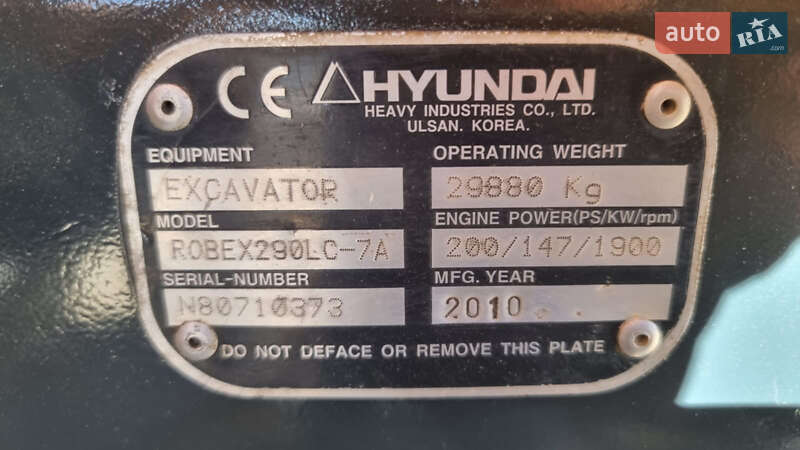 auto RIA .com
CE HYUNDAI
HEAVY INDUSTRIES CO., LTD.
ULSAN. KOREA.
EQUIPMENT
EXCAVATOR
OPERATING WEIGHT
29880 Kg
MODEL
ROBEX290LC-7A
ENGINE POWER(PS/KW/rpm)
200/147/1900
SERIAL-NUMBER
N80710373
MFG. YEAR
2010
DO NOT DEFACE OR REMOVE THIS PLATE